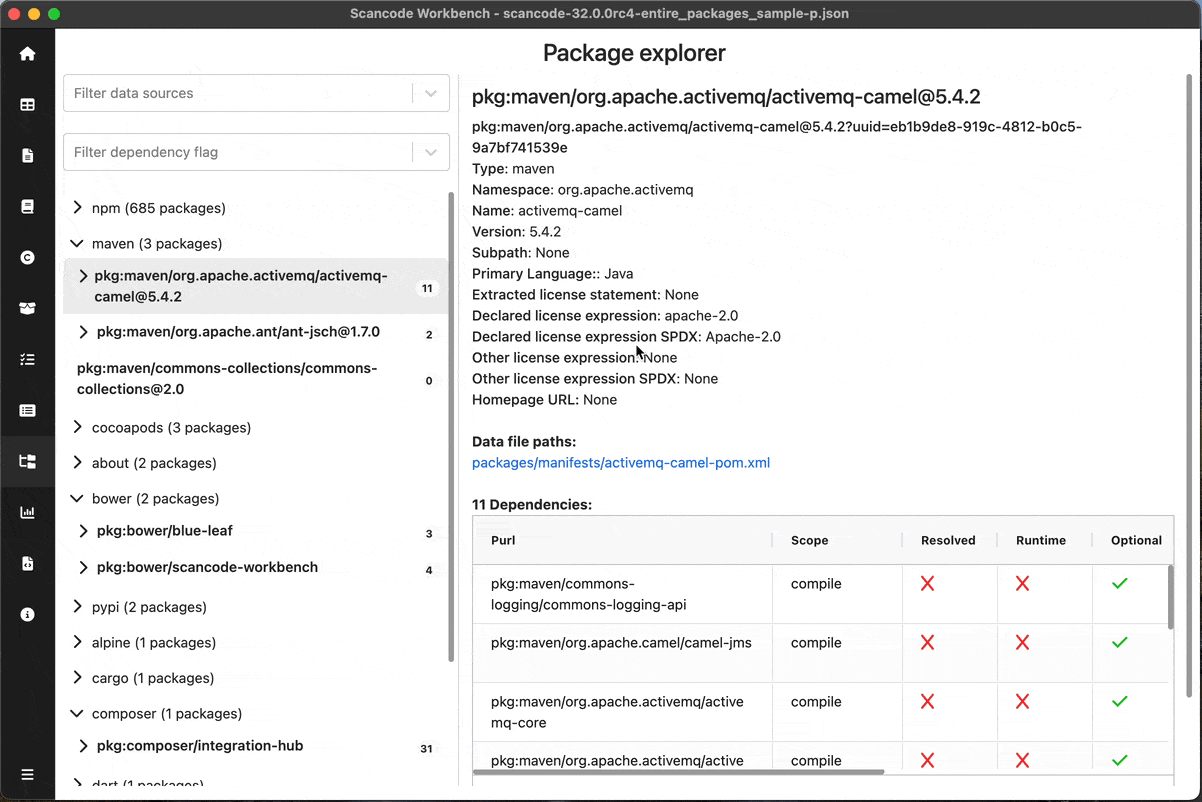 Scancode Workbench - scancode-32.0.0rc4-entire_packages_sample-p.json
Package explorer
Filter data sources
Filter dependency flag
npm (685 packages)
maven (3 packages)
pkg:maven/org.apache.activemq/activemq-
camel@5.4.2
11
pkg:maven/org.apache.ant/ant-jsch@1.7.0
2
pkg:maven/commons-collections/commons-
collections@2.0
0
cocoapods (3 packages)
about (2 packages)
bower (2 packages)
pkg:bower/blue-leaf
3
pkg:bower/scancode-workbench
4
pypi (2 packages)
alpine (1 packages)
cargo (1 packages)
composer (1 packages)
pkg:composer/integration-hub
31
dart (1 packages)
pkg:maven/org.apache.activemq/activemq-camel@5.4.2
pkg:maven/org.apache.activemq/activemq-camel@5.4.2?uuid=eb1b9de8-919c-4812-b0c5-
9a7bf741539e
Type: maven
Namespace: org.apache.activemq
Name: activemq-camel
Version: 5.4.2
Subpath: None
Primary Language:: Java
Extracted license statement: None
Declared license expression: apache-2.0
Declared license expression SPDX: Apache-2.0
Other license expression: None
Other license expression SPDX: None
Homepage URL: None
Data file paths:
packages/manifests/activemq-camel-pom.xml
11 Dependencies:
Purl Scope Resolved Runtime Optional
pkg:maven/commons-
logging/commons-logging-api
compile
pkg:maven/org.apache.camel/camel-jms
compile
pkg:maven/org.apache.activemq/active
mq-core
compile
pkg:maven/org.apache.activemq/active
compile